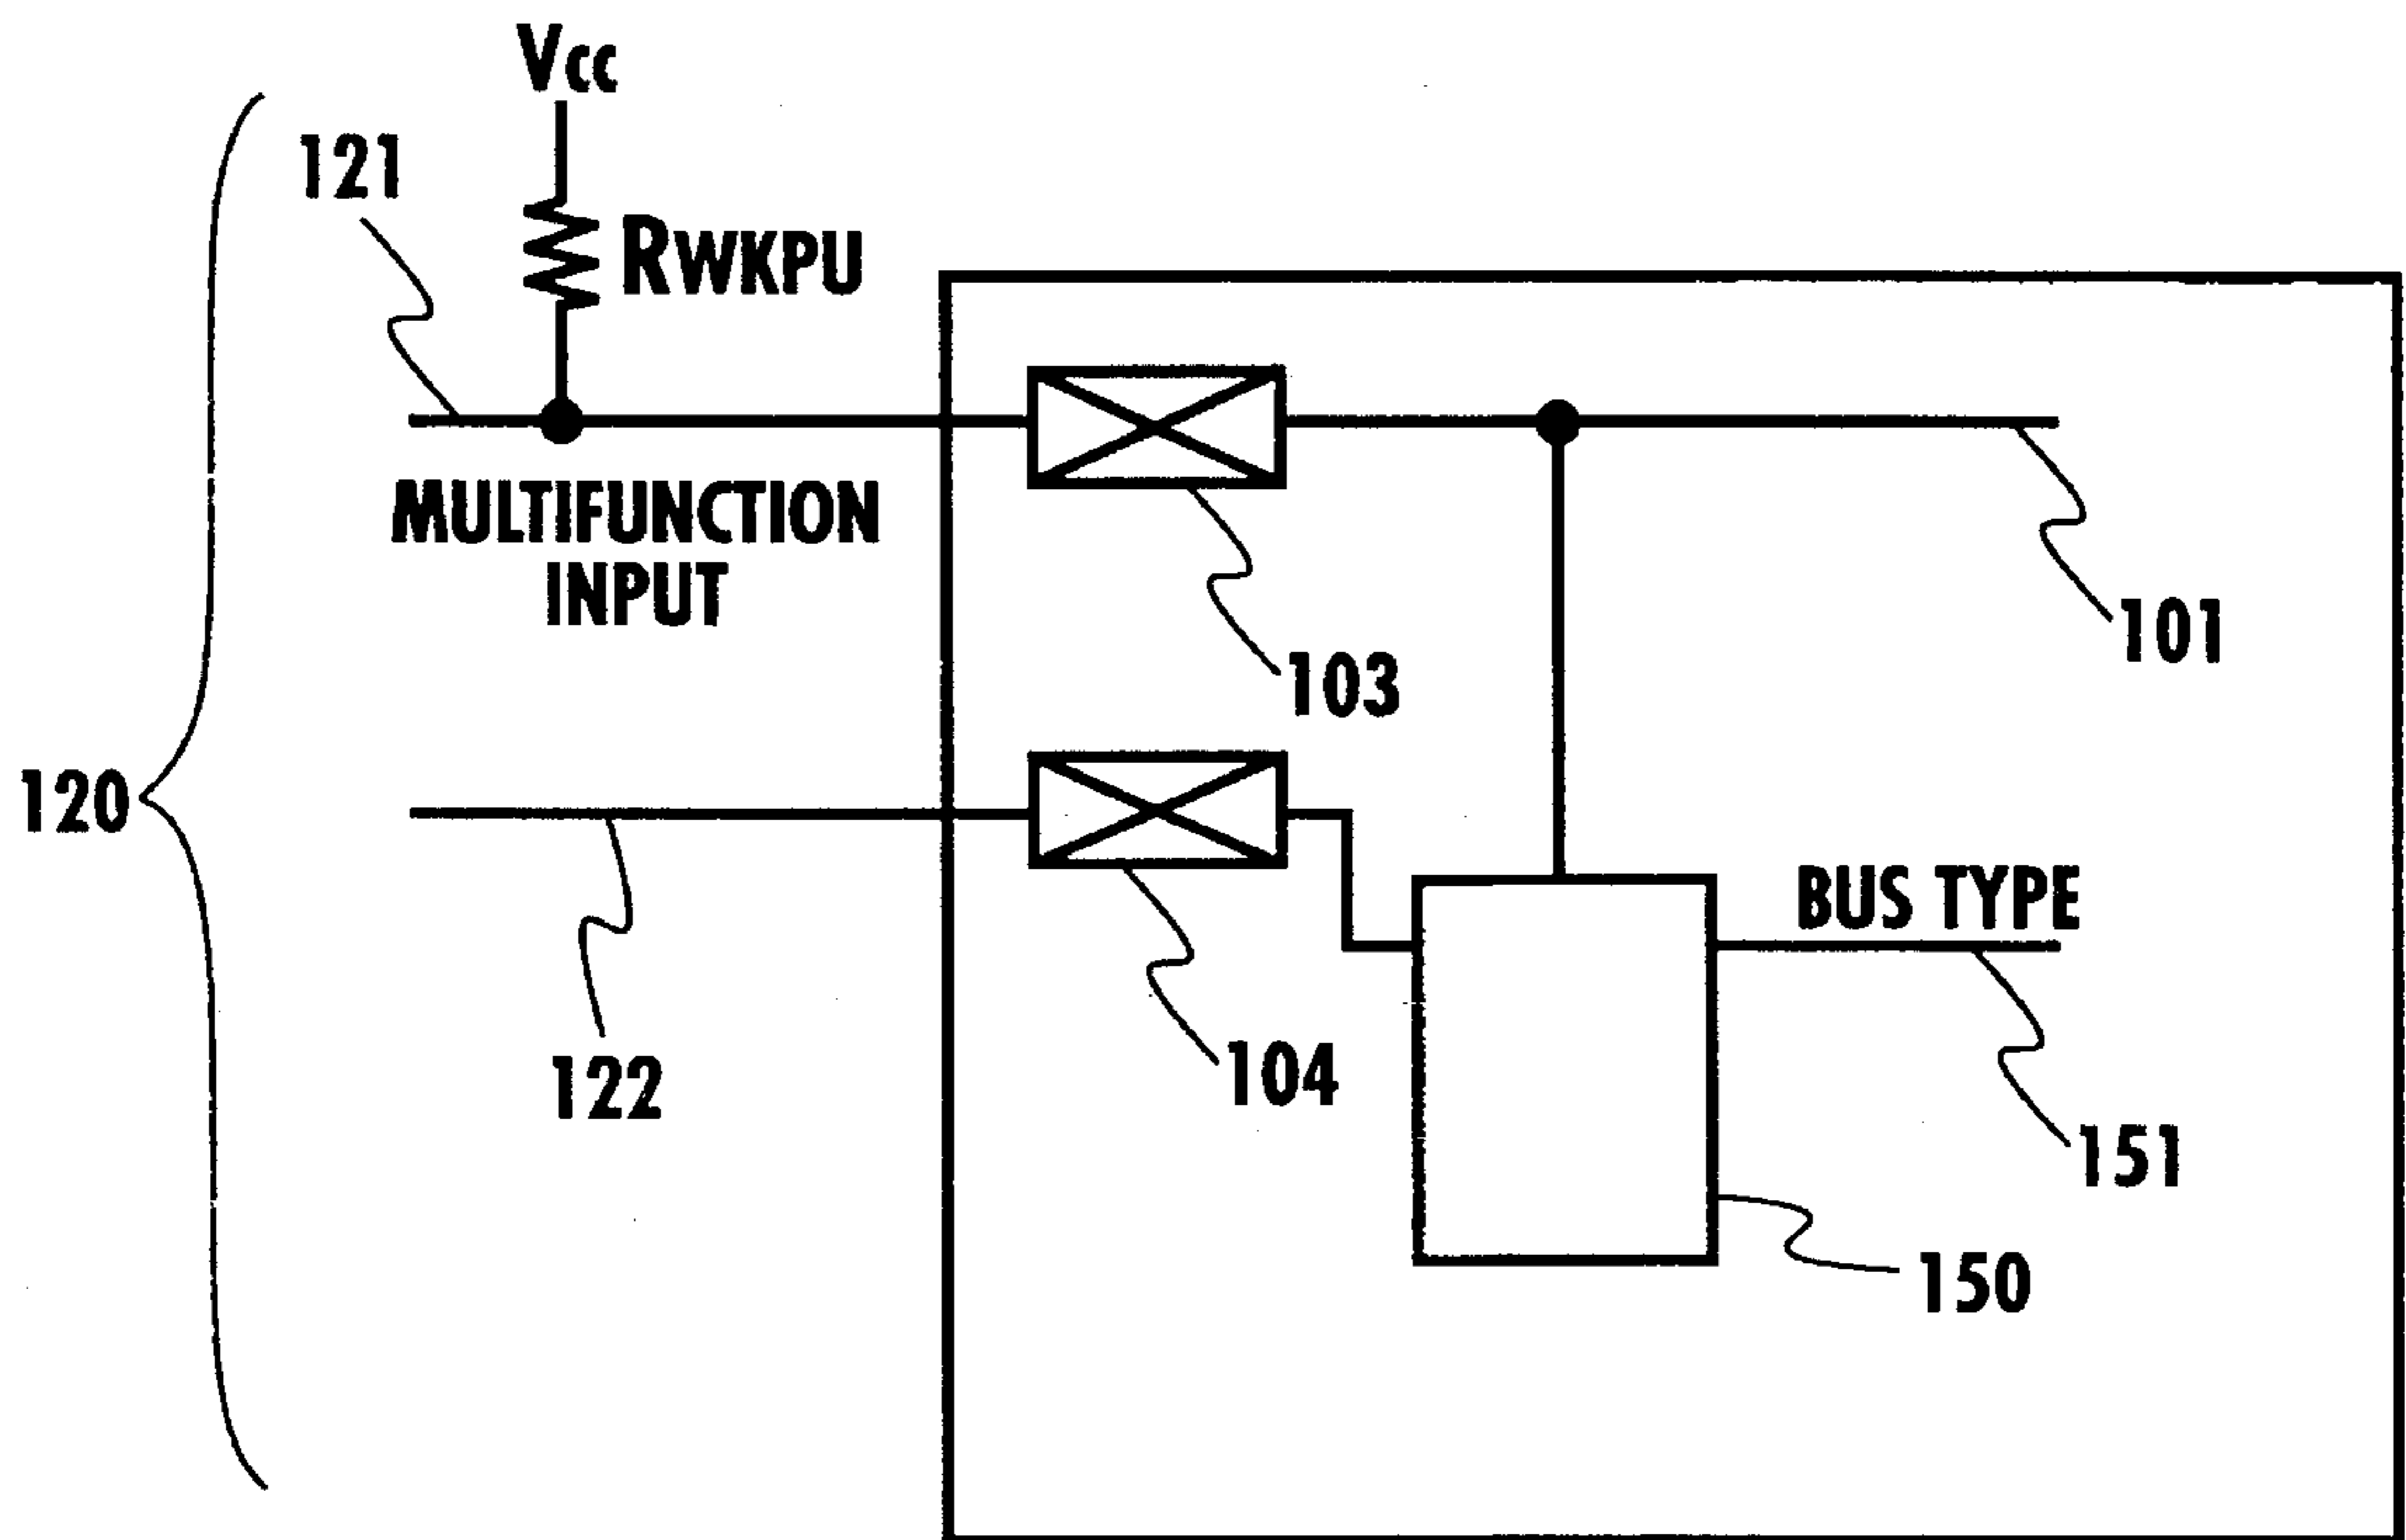 Vcc
121
RWKPU
MULTIFUNCTION
INPUT
101
103
120
BUS TYPE
122
104
151
150